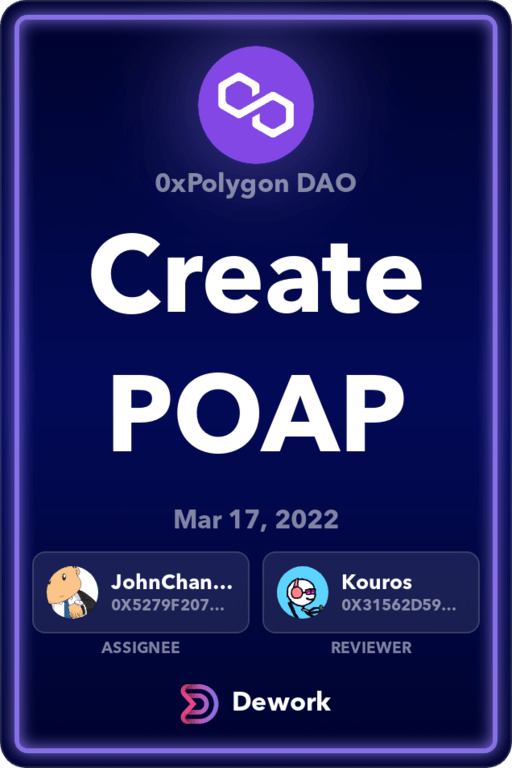 0xPolygon DAO
Create
POAP
Mar 17, 2022
JohnChan...
0X5279F207...
Kouros
0X31562D59...
ASSIGNEE
REVIEWER
Dework